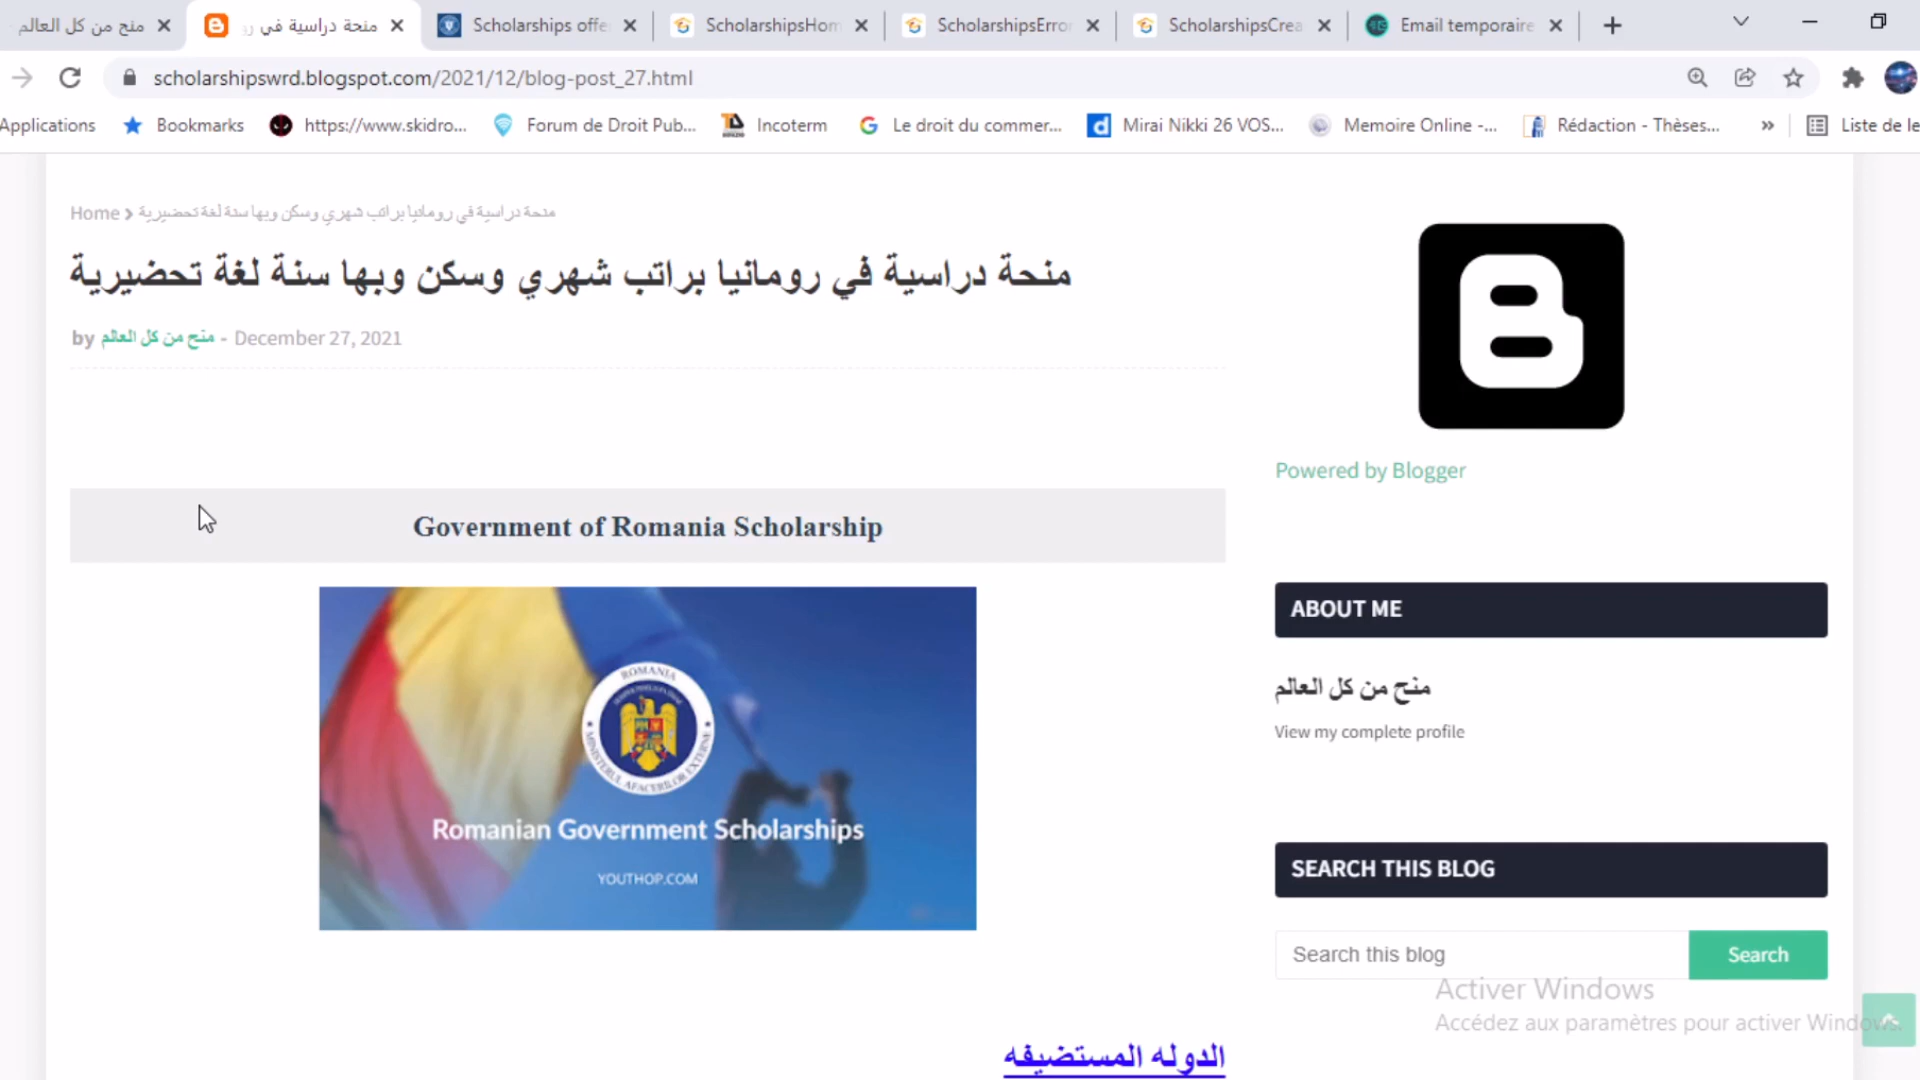 منح من كل العالم
منحة دراسية في رو
Scholarships offe
ScholarshipsHom
ScholarshipsErro
ScholarshipsCrea
Email temporaire
scholarshipswrd.blogspot.com/2021/12/blog-post_27.html
Applications
Bookmarks
https://www.skidro...
Forum de Droit Pub...
Incoterm
Le droit du commer...
Mirai Nikki 26 VOS...
Memoire Online -...
Rédaction - Thèses...
»
Liste de le
Home › منحة دراسية في رومانيا براتب شهري وسكن وبها سنة لغة تحضيرية
منحة دراسية في رومانيا براتب شهري وسكن وبها سنة لغة تحضيرية
by منح من كل العالم - December 27, 2021
Powered by Blogger
Government of Romania Scholarship
ROMANIA
MINISTERUL AFACERILOR EXTERNE
Romanian Government Scholarships
YOUTHOP.COM
ABOUT ME
منح من كل العالم
View my complete profile
SEARCH THIS BLOG
Search this blog
Search
Activer Windows
Accédez aux paramètres pour activer Windows.
الدوله المستضيفه